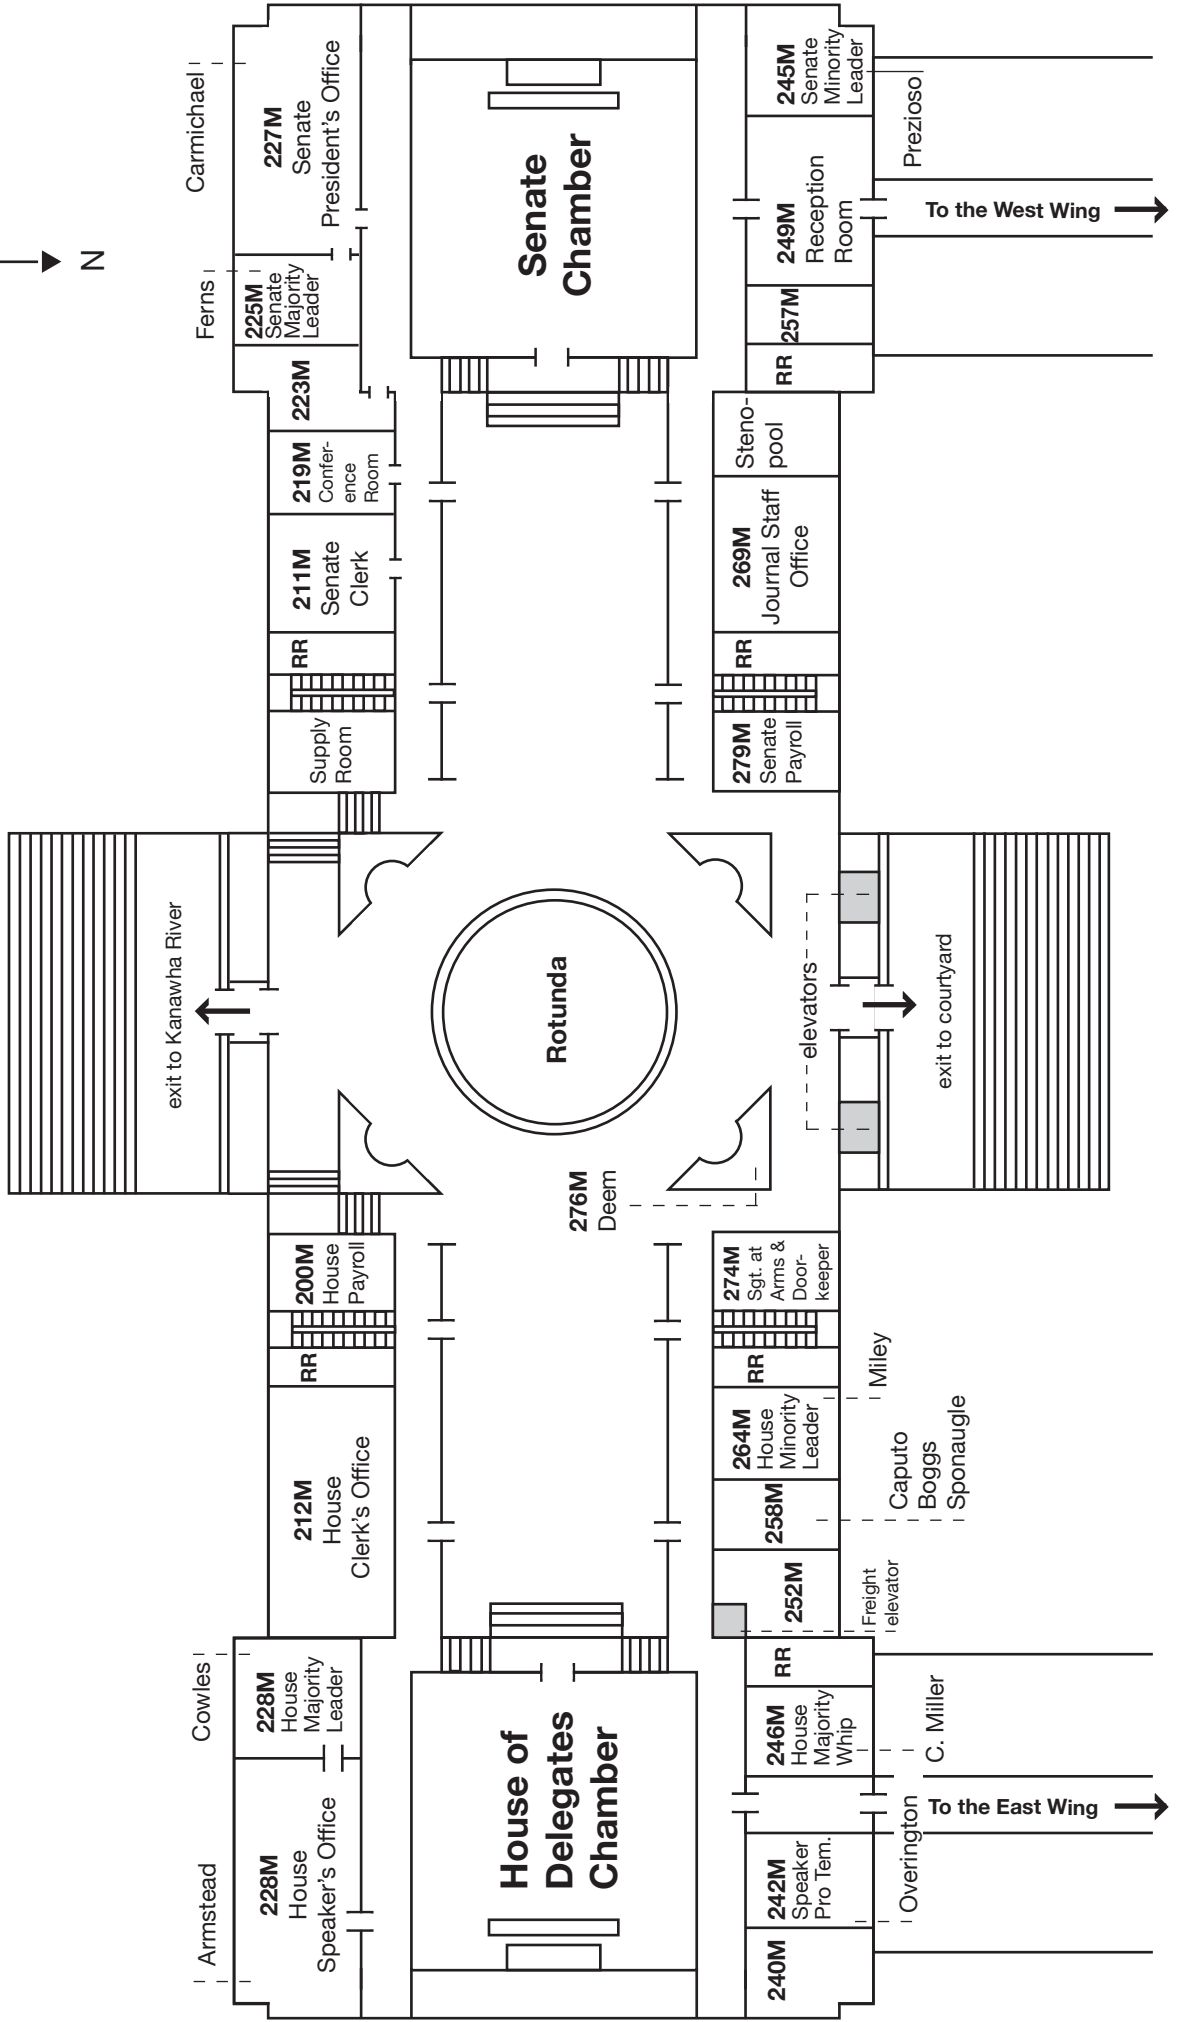 N
Carmichael
227M
Senate
President's Office
Ferns
225M
Senate
Majority
Leader
223M
219M
Confer-
ence
Room
211M
Senate
Clerk
RR
Supply
Room
exit to Kanawha River
200M
House
Payroll
RR
212M
House
Clerk's Office
Cowles
228M
House
Majority
Leader
Armstead
228M
House
Speaker's Office
Senate
Chamber
Rotunda
276M
Deem
House of
Delegates
Chamber
245M
Senate
Minority
Leader
Prezioso
249M
Reception
Room
To the West Wing
257M
RR
Steno-
pool
269M
Journal Staff
Office
RR
279M
Senate
Payroll
elevators
exit to courtyard
274M
Sgt. at
Arms &
Door-
keeper
RR
Miley
264M
House
Minority
Leader
258M
Caputo
Boggs
Sponaugle
252M
Freight
elevator
RR
246M
House
Majority
Whip
C. Miller
To the East Wing
Overington
242M
Speaker
Pro Tem.
240M